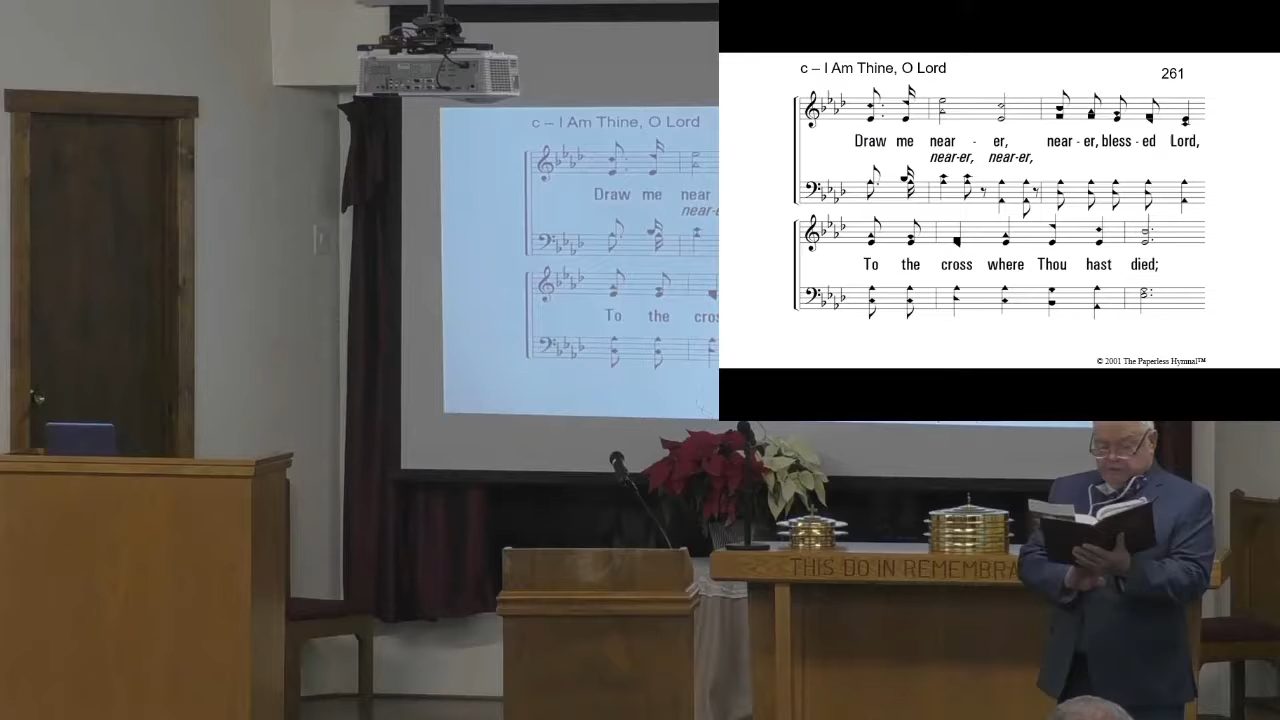 c – I Am Thine, O Lord
261
Draw me near - er, near - er, bless - ed Lord,
near-er, near-er,
To the cross where Thou hast died;
© 2001 The Paperless Hymnal™
c – I Am Thine, O Lord
Draw me near
near-e
To the cros
THIS DO IN REMEMBRA